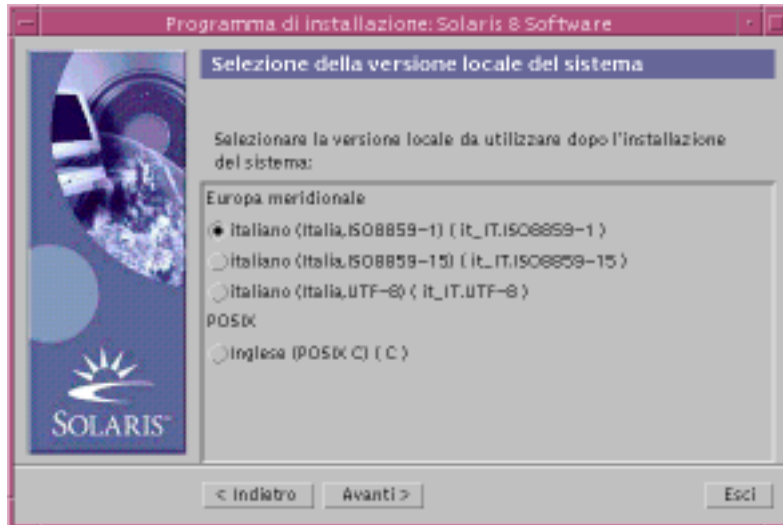 Programma di installazione: Solaris 8 Software
Selezione della versione locale del sistema
Selezionare la versione locale da utilizzare dopo l'installazione
del sistema:
Europa meridionale
italiano (Italia,ISO8859-1) ( it_IT.ISO8859-1 )
italiano (Italia,ISO8859-15) ( it_IT.ISO8859-15 )
italiano (Italia,UTF-8) ( it_IT.UTF-8 )
POSIX
Inglese (POSIX C) ( C )
SOLARIS™
< Indietro
Avanti >
Esci